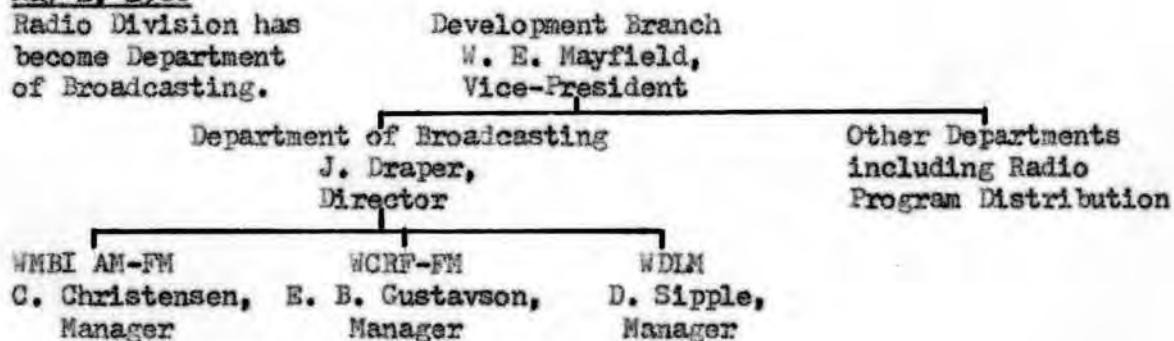 Radio Division has
become Department
of Broadcasting.
Development Branch
W. E. Mayfield,
Vice-President
Department of Broadcasting
J. Draper,
Director
Other Departments
including Radio
Program Distribution
WMBI AM-FM
C. Christensen,
Manager
WCRF-FM
E. B. Gustavson,
Manager
WDLM
D. Sipple,
Manager